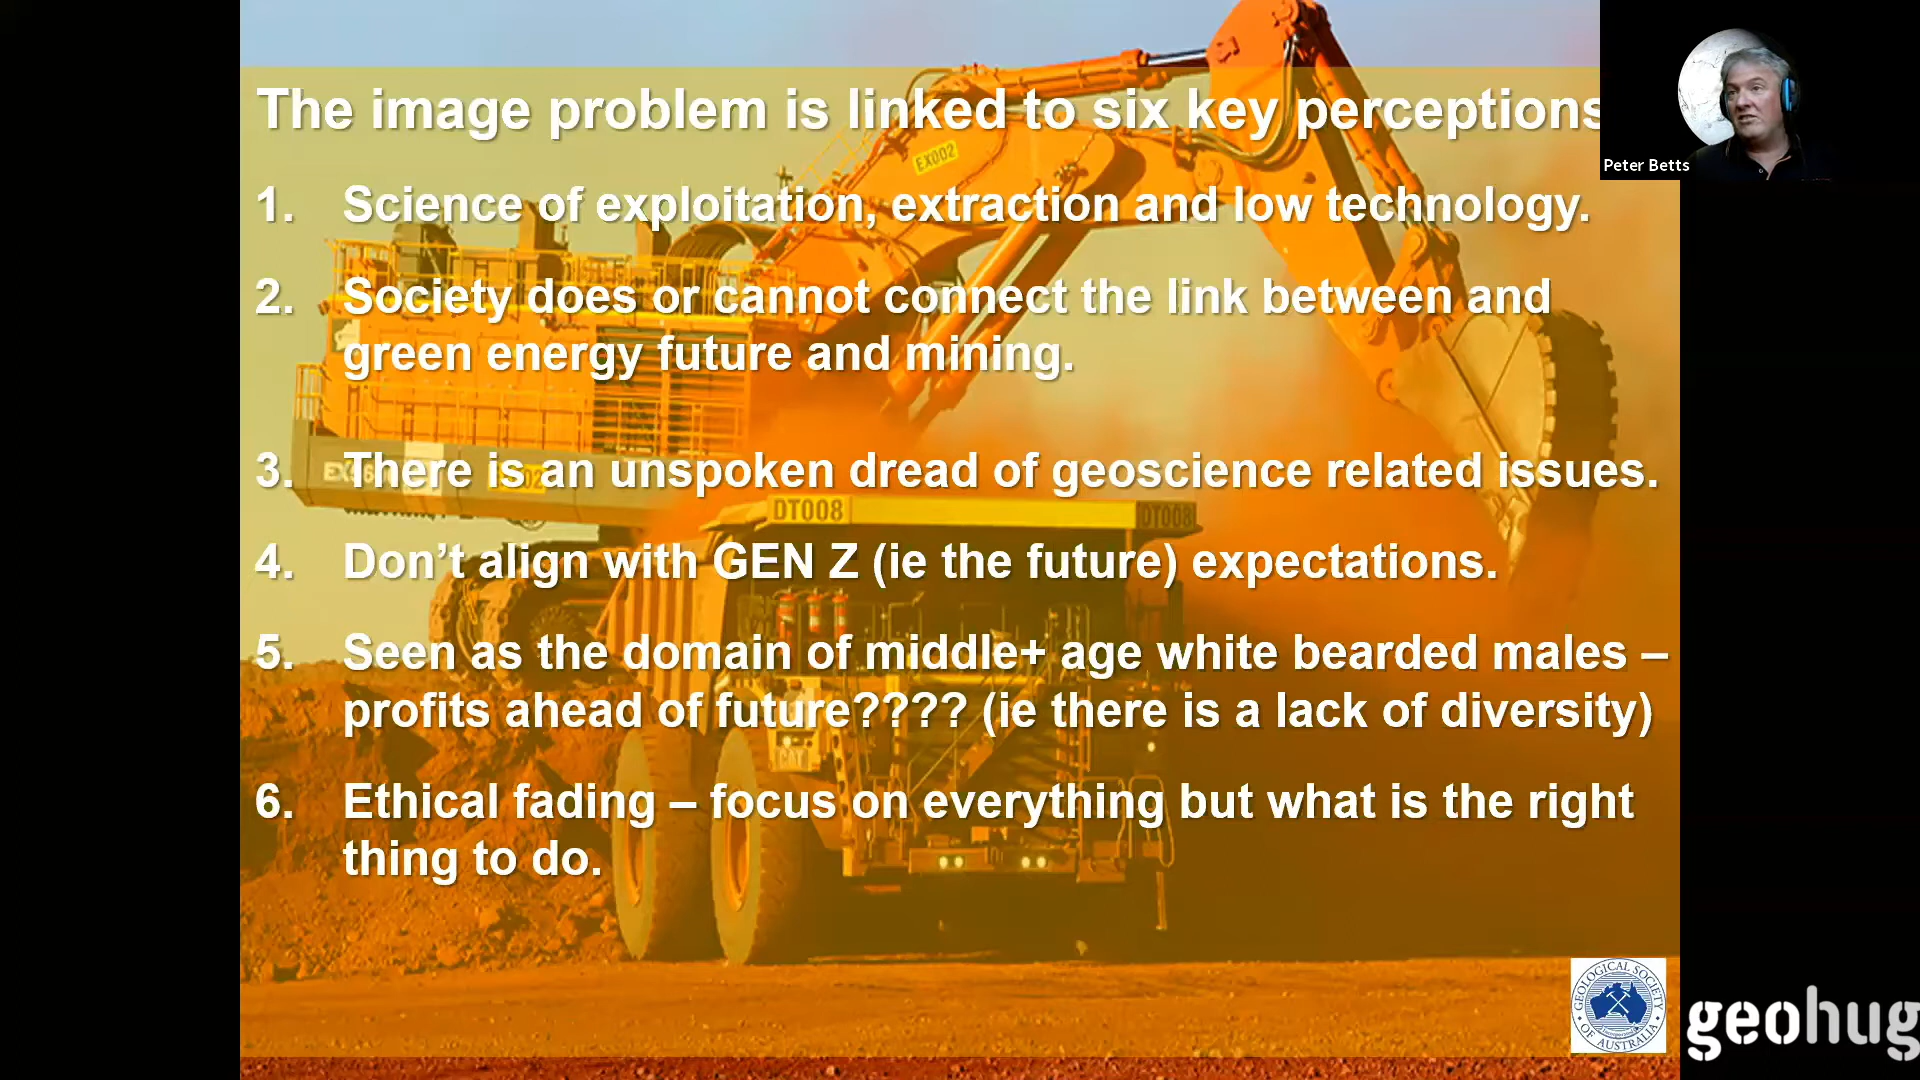 The image problem is linked to six key perceptions
Peter Betts
1. Science of exploitation, extraction and low technology.
2. Society does or cannot connect the link between and
green energy future and mining.
3. There is an unspoken dread of geoscience related issues.
4. Don't align with GEN Z (ie the future) expectations.
5. Seen as the domain of middle+ age white bearded males –
profits ahead of future???? (ie there is a lack of diversity)
6. Ethical fading – focus on everything but what is the right
thing to do.
EX002
DT008
DT008
CAT
GEOLOGICAL SOCIETY
OF AUSTRALIA
geohug